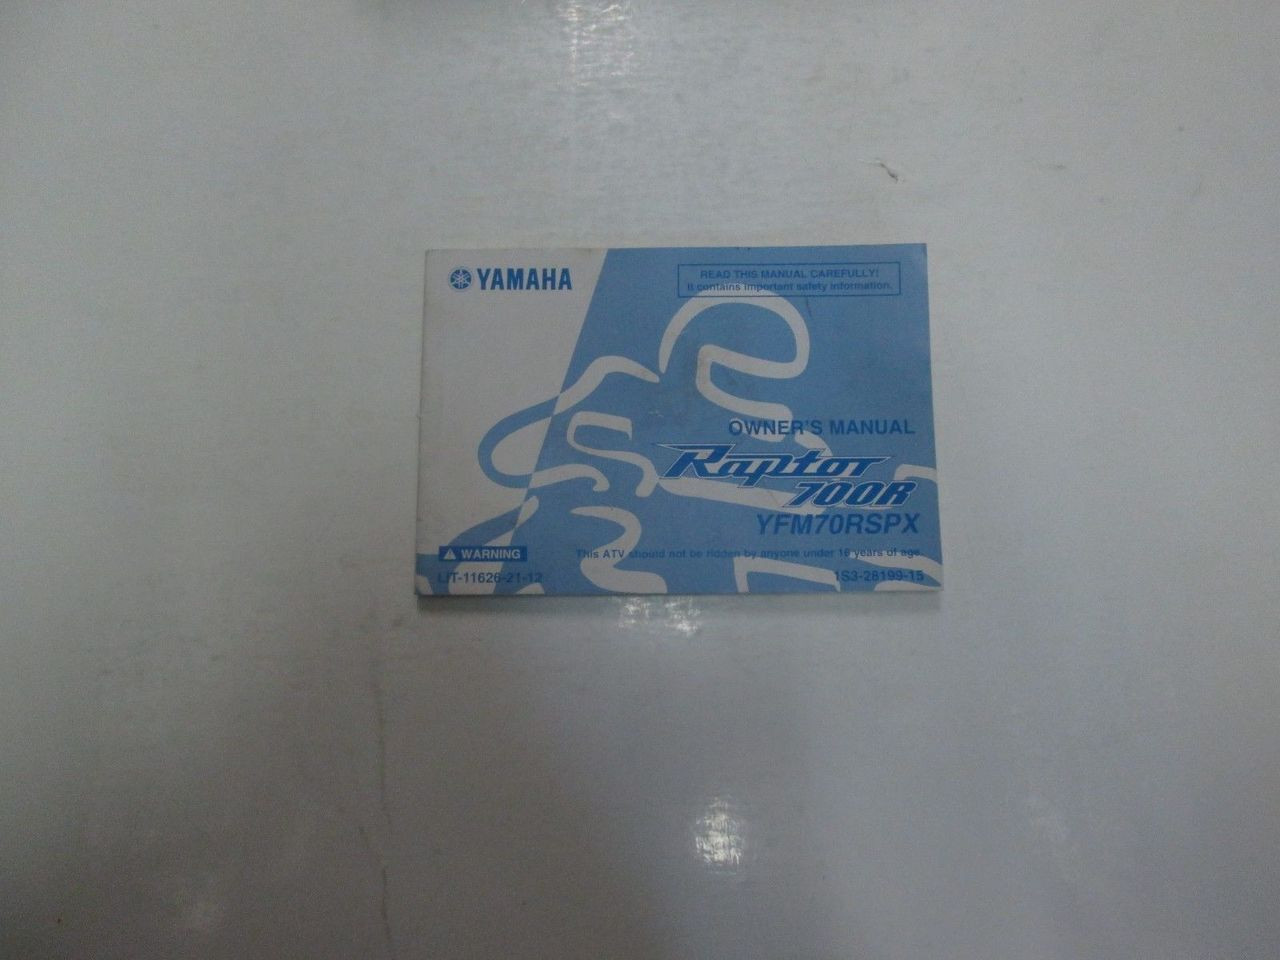 YAMAHA
READ THIS MANUAL CAREFULLY!
It contains important safety information.
OWNER'S MANUAL
Raptor
700R
YFM70RSPX
WARNING
This ATV should not be ridden by anyone under 16 years of age.
LIT-11626-21-12
1S3-28199-15